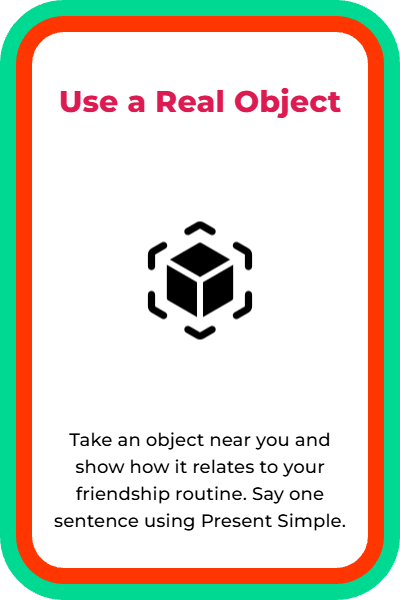 Use a Real Object
Take an object near you and
show how it relates to your
friendship routine. Say one
sentence using Present Simple.